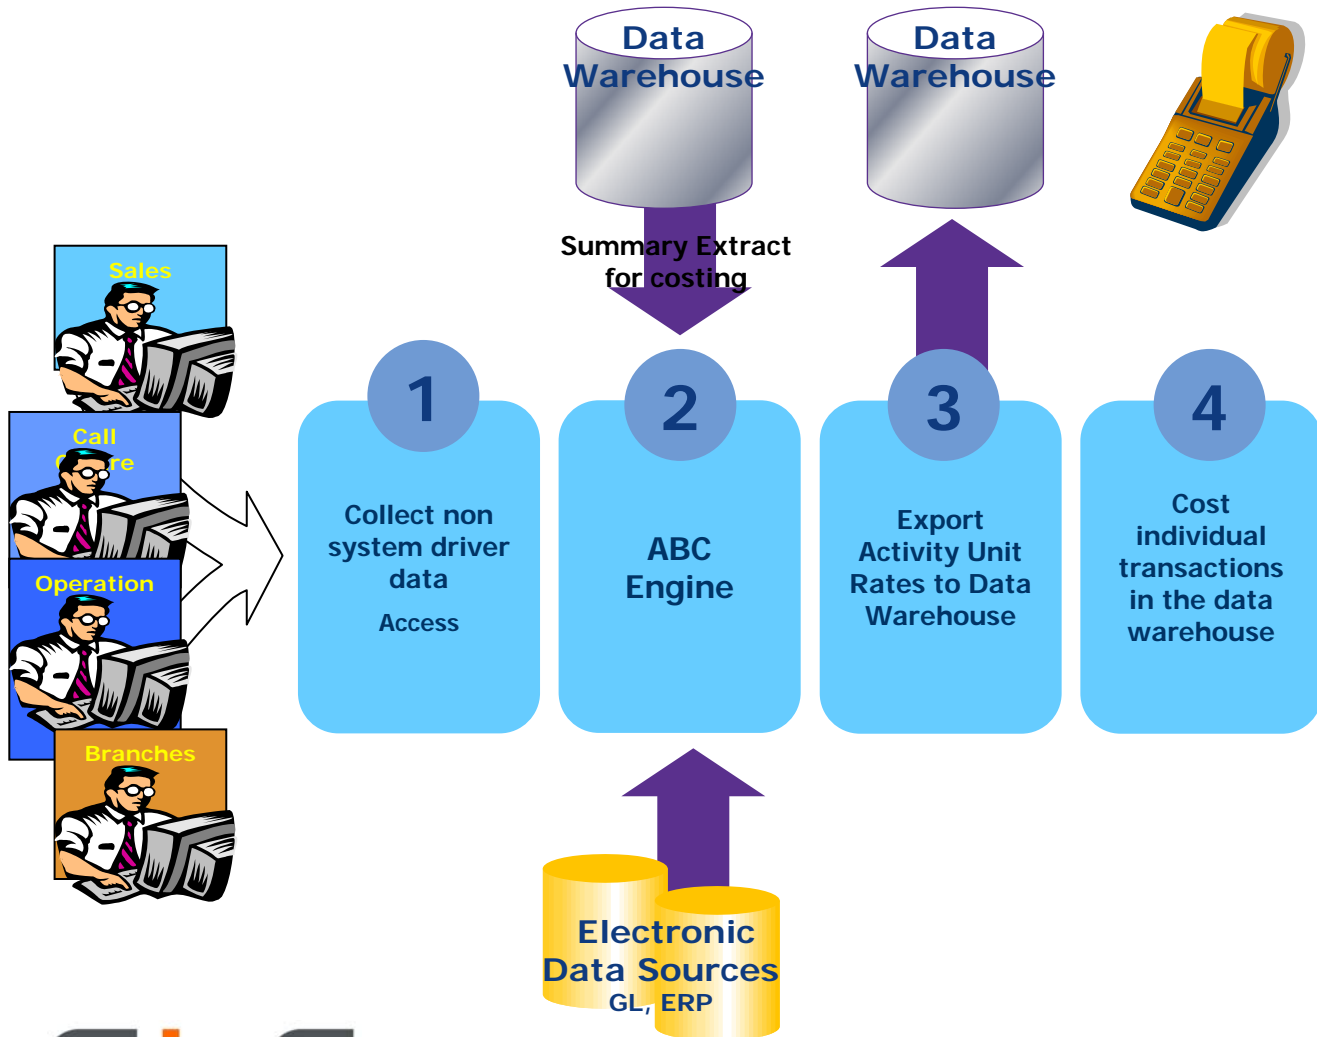 Data
Warehouse
Data
Warehouse
Summary Extract
for costing
Sales
Call
Operation
Branches
1
Collect non
system driver
data
Access
2
ABC
Engine
3
Export
Activity Unit
Rates to Data
Warehouse
4
Cost
individual
transactions
in the data
warehouse
Electronic
Data Sources
GL, ERP